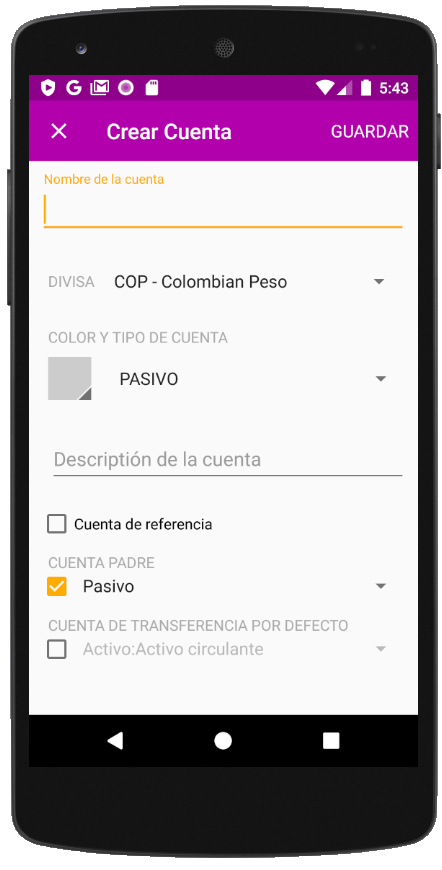 5:43
Crear Cuenta GUARDAR
Nombre de la cuenta
DIVISA COP - Colombian Peso
COLOR Y TIPO DE CUENTA
PASIVO
Descriptión de la cuenta
Cuenta de referencia
CUENTA PADRE
Pasivo
CUENTA DE TRANSFERENCIA POR DEFECTO
Activo:Activo circulante